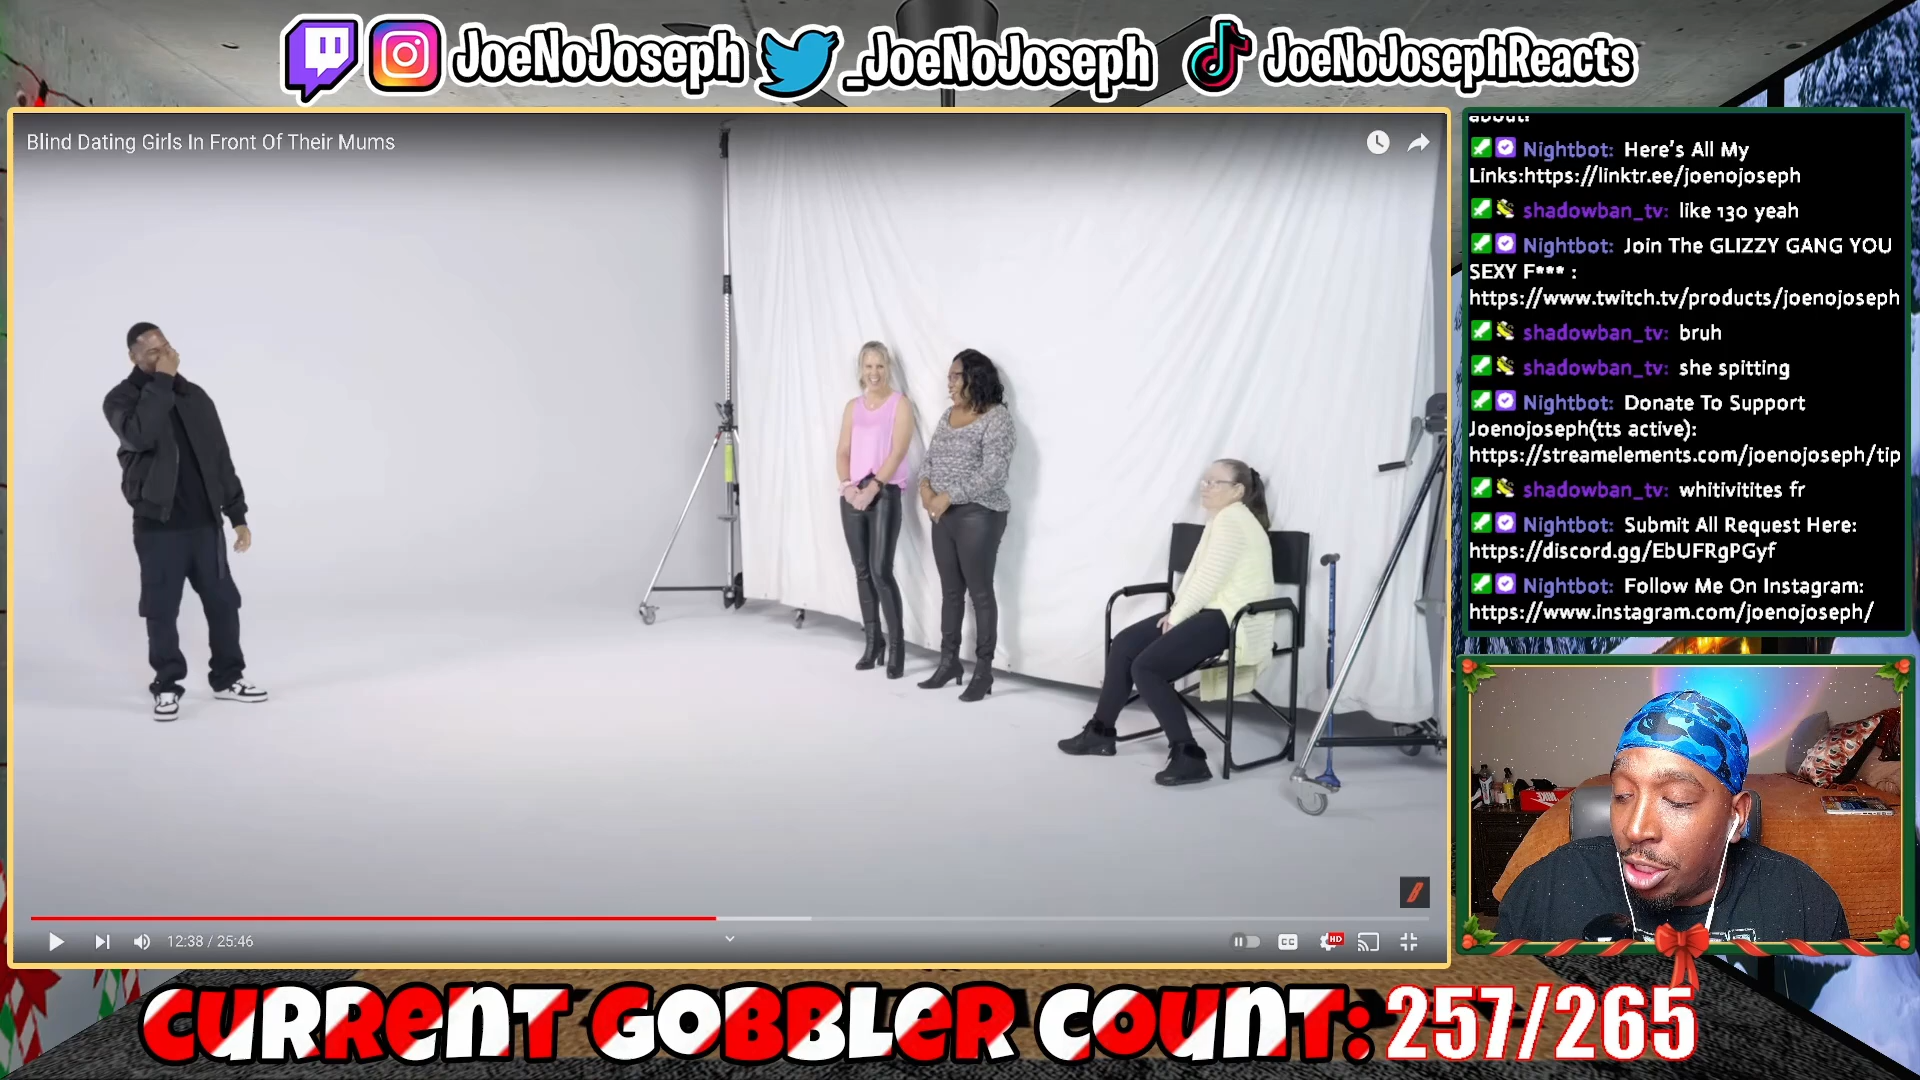 JoeNoJoseph
_JoeNoJoseph
JoeNoJosephReacts
Blind Dating Girls In Front Of Their Mums
about!
Nightbot: Here's All My
Links:https://linktr.ee/joenojoseph
shadowban_tv: like 130 yeah
Nightbot: Join The GLIZZY GANG YOU
SEXY F*** :
https://www.twitch.tv/products/joenojoseph
shadowban_tv: bruh
shadowban_tv: she spitting
Nightbot: Donate To Support
Joenojoseph(tts active):
https://streamelements.com/joenojoseph/tip
shadowban_tv: whitivitites fr
Nightbot: Submit All Request Here:
https://discord.gg/EbUFRgPGyf
Nightbot: Follow Me On Instagram:
https://www.instagram.com/joenojoseph/
12:38 / 25:46
CC
HD
CURRENT GOBBLER COUNT: 257/265